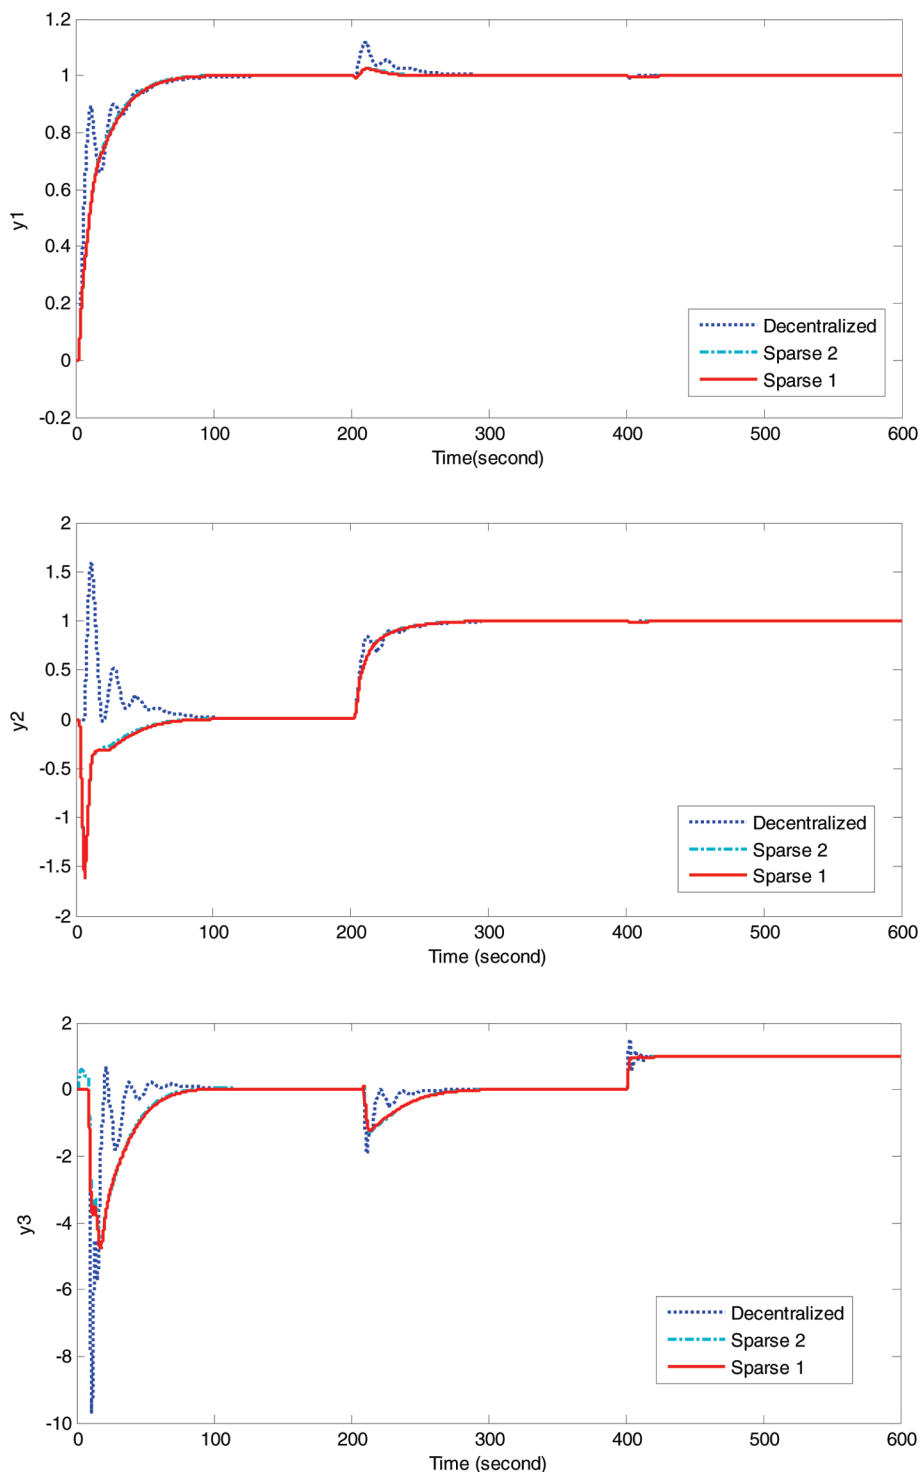 1.2
1
0.8
0.6
0.4
0.2
0
-0.2
y1
Decentralized
Sparse 2
Sparse 1
0 100 200 300 400 500 600
Time(second)
2
1.5
1
0.5
0
-0.5
-1
-1.5
-2
y2
Decentralized
Sparse 2
Sparse 1
0 100 200 300 400 500 600
Time (second)
2
0
-2
-4
-6
-8
-10
y3
Decentralized
Sparse 2
Sparse 1
0 100 200 300 400 500 600
Time (second)